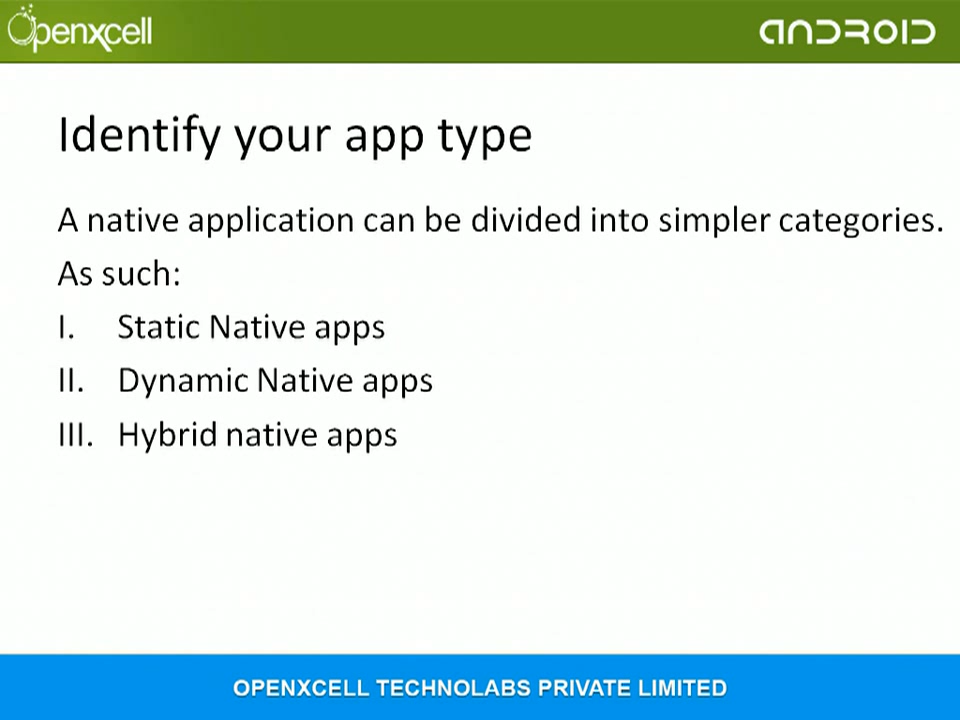 Openxcell
ANDROID
Identify your app type
A native application can be divided into simpler categories.
As such:
I. Static Native apps
II. Dynamic Native apps
III. Hybrid native apps
OPENXCELL TECHNOLABS PRIVATE LIMITED